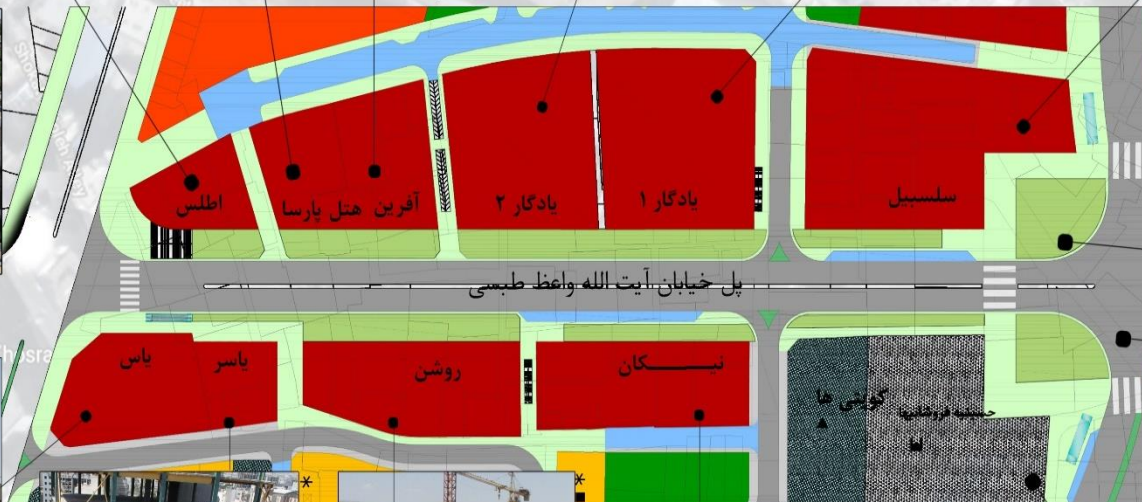 سلسبیل
یادگار ۱
یادگار ۲
آفرین
هتل پارسا
اطلس
پل خیابان آیت الله واعظ طبسی
نیــــــکان
روشن
یاسر
یاس
کویتی ها